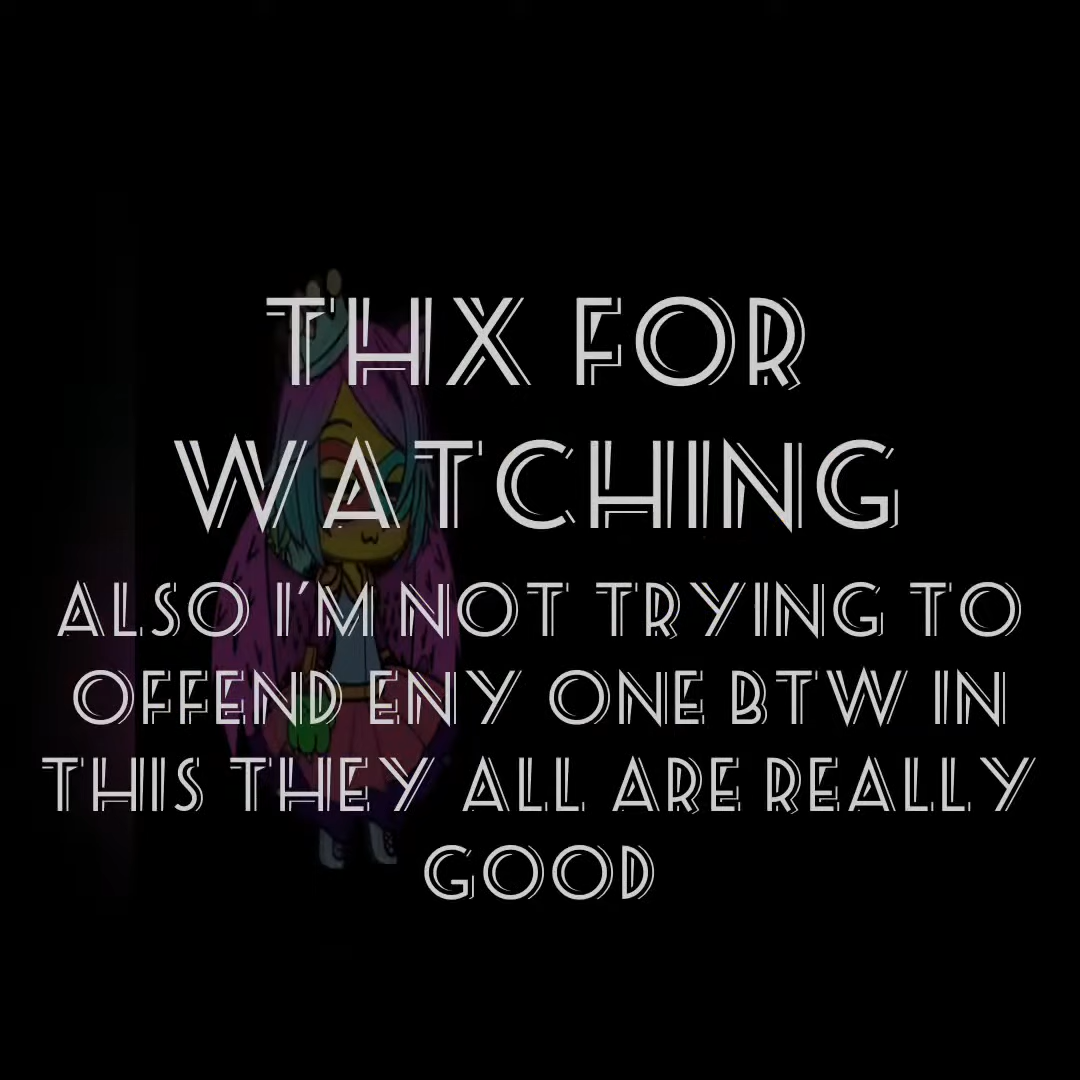 THX FOR
WATCHING
ALSO I'M NOT TRYING TO
OFFEND ENY ONE BTW IN
THIS THEY ALL ARE REALLY
GOOD